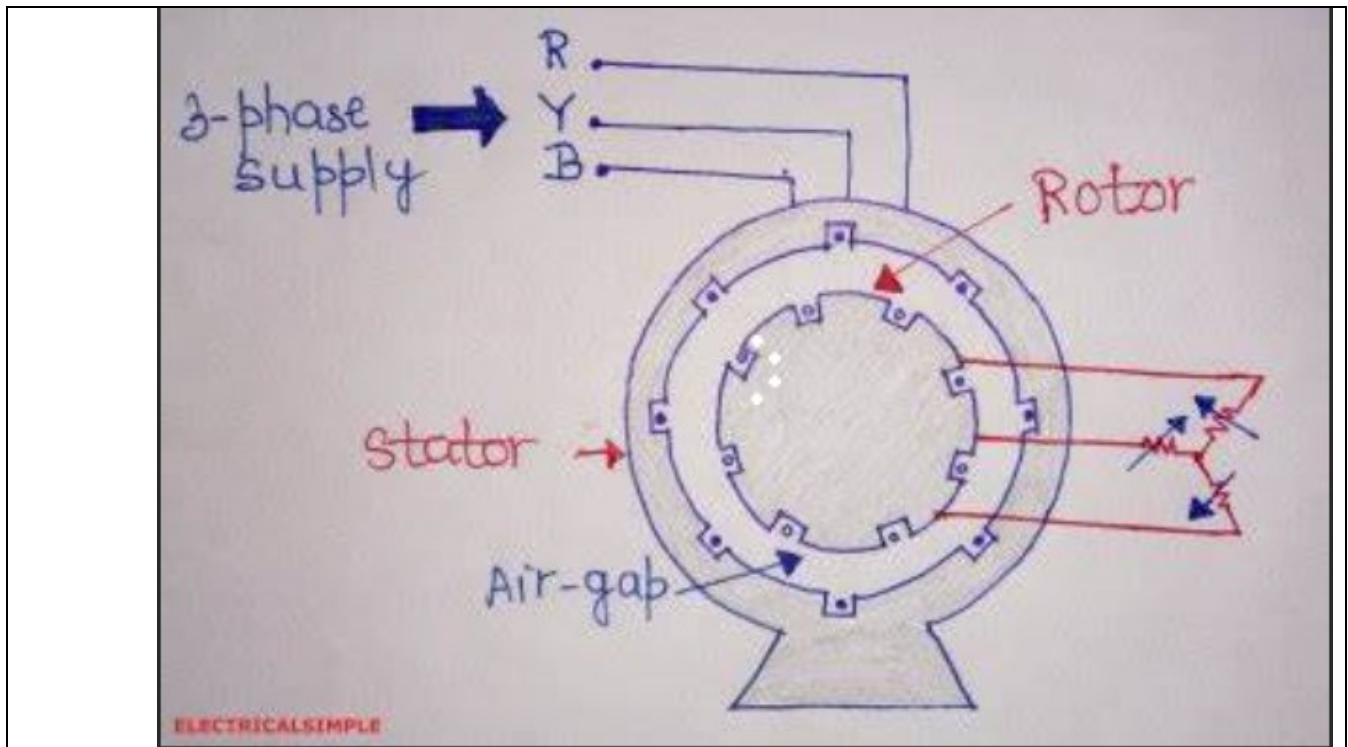 R
3-phase
supply
Y
B
Rotor
Stator
Air-gap
ELECTRICALSIMPLE